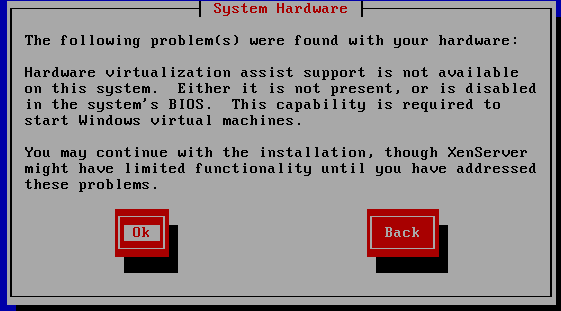 System Hardware
The following problem(s) were found with your hardware:
Hardware virtualization assist support is not available
on this system.  Either it is not present, or is disabled
in the system's BIOS.  This capability is required to
start Windows virtual machines.
You may continue with the installation, though XenServer
might have limited functionality until you have addressed
these problems.
Ok
Back